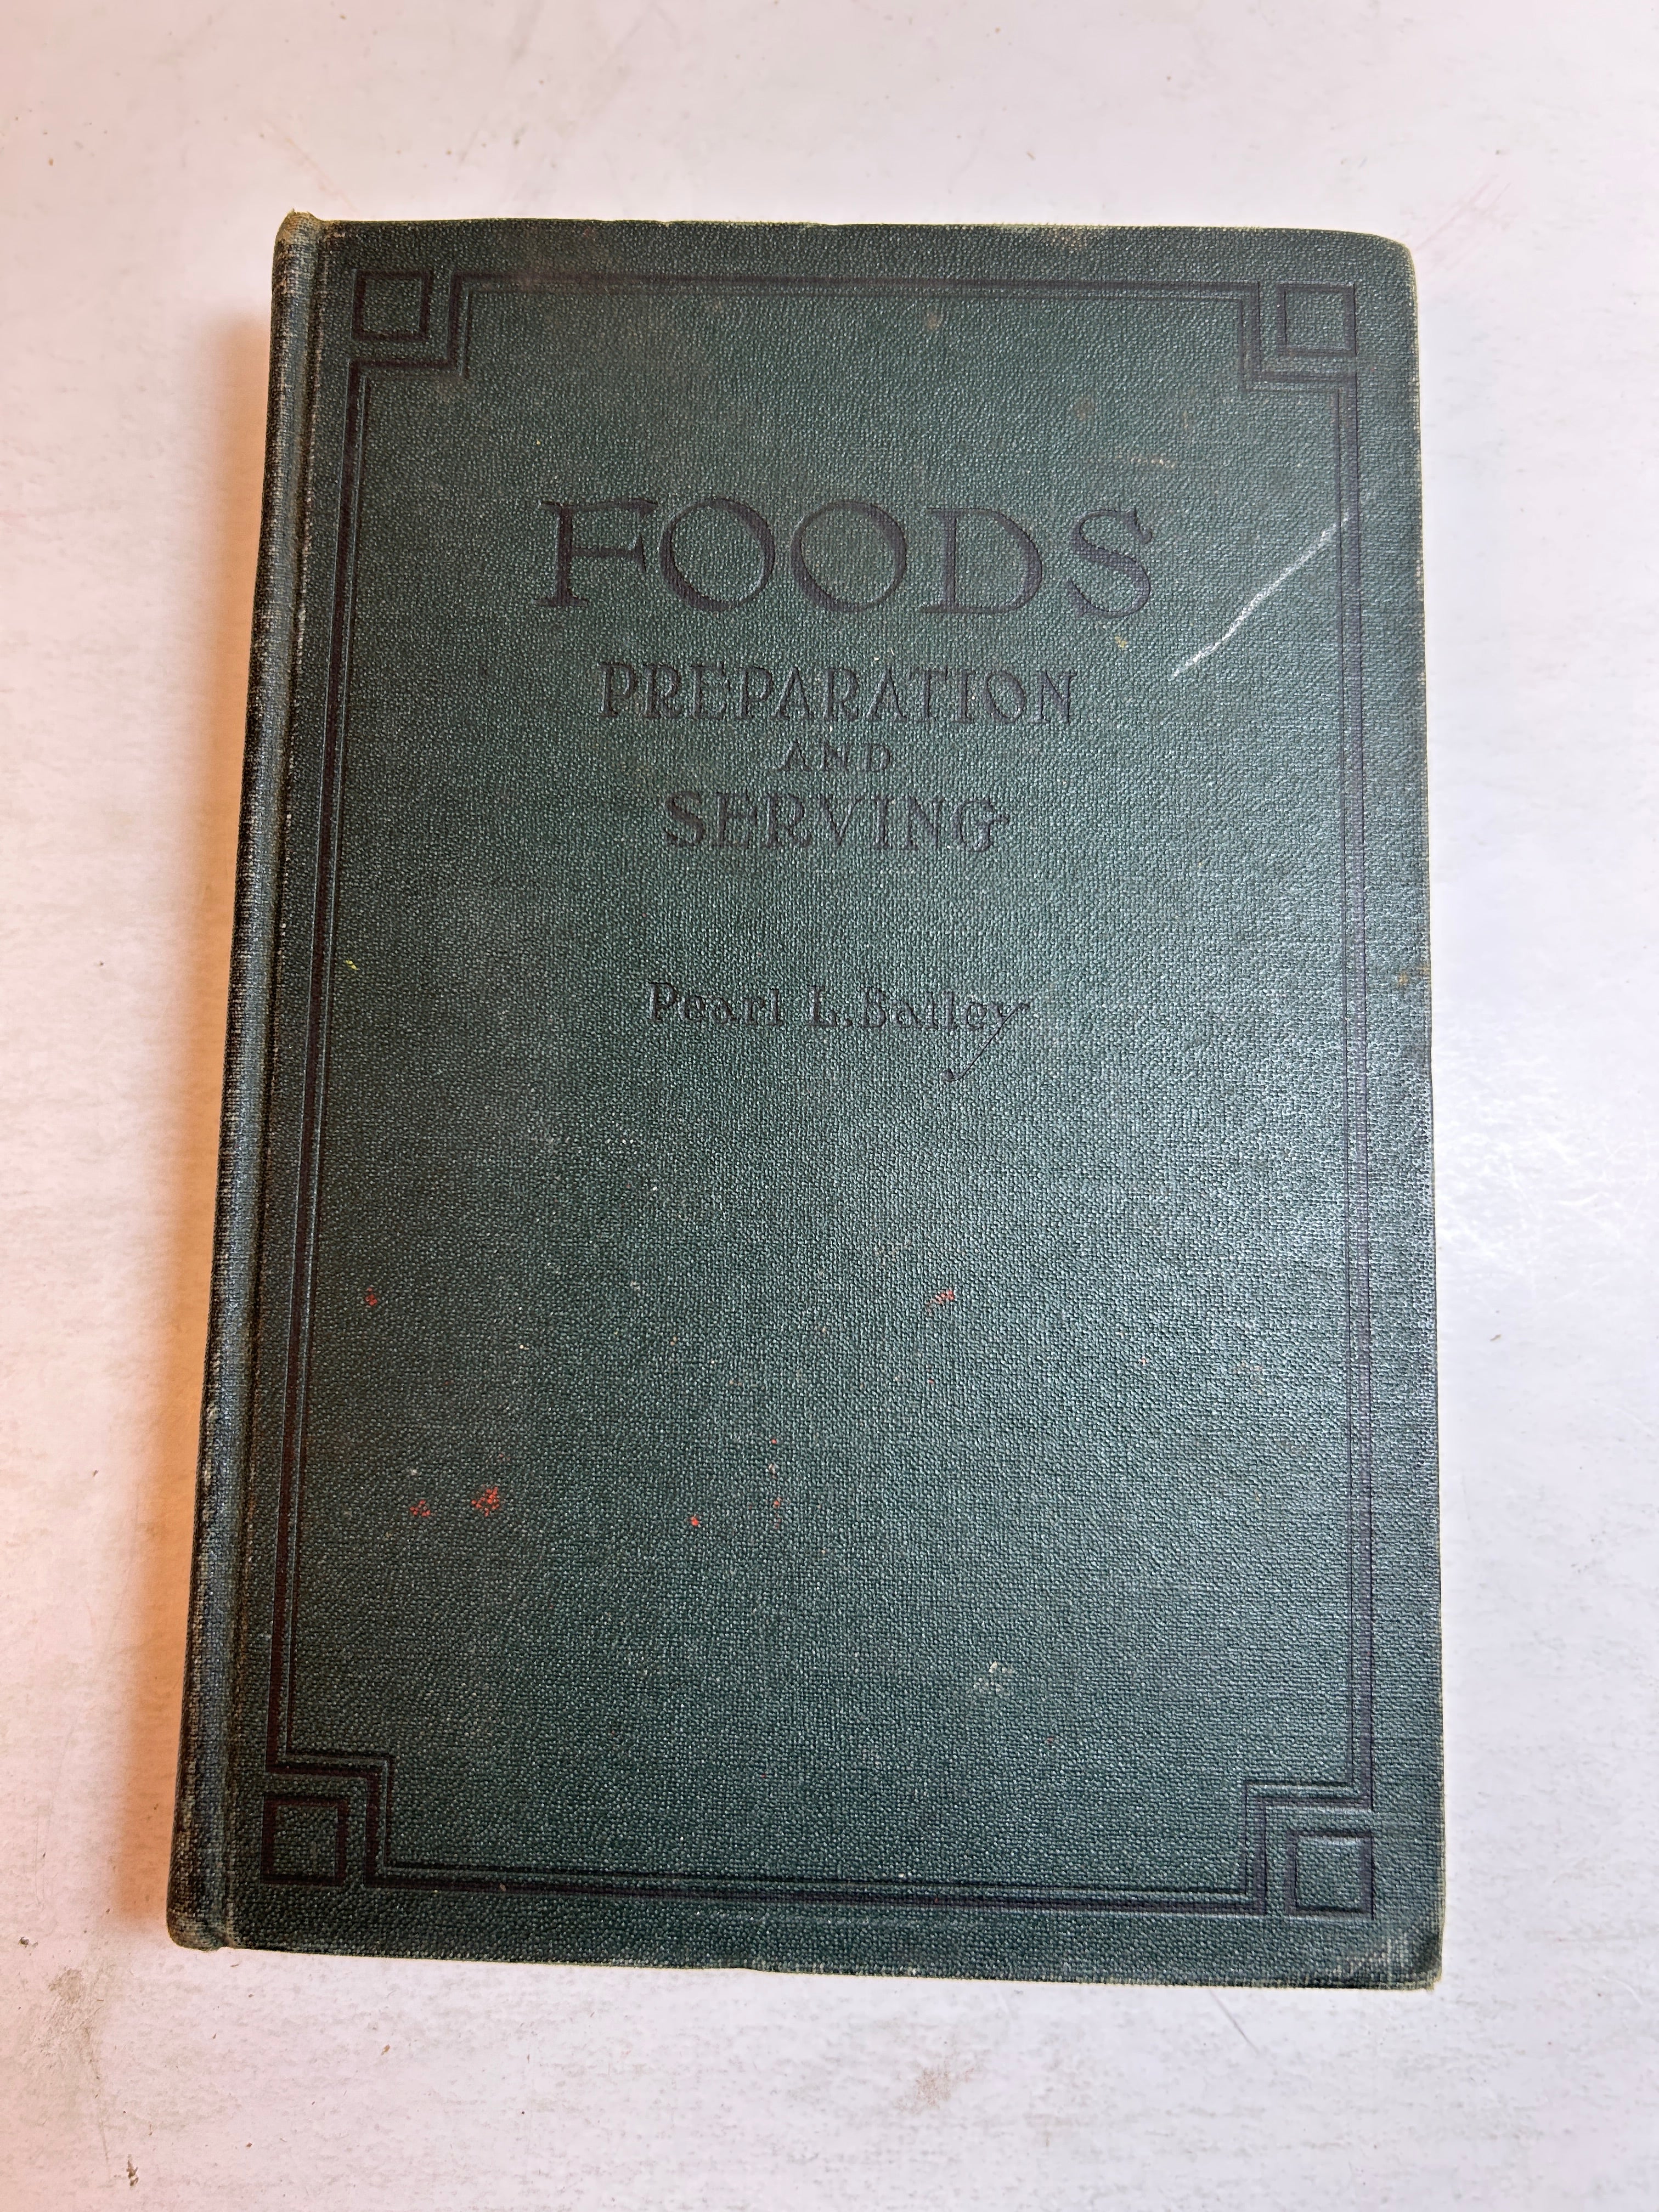 FOODS
PREPARATION
AND
SERVING
Pearl L. Bailey